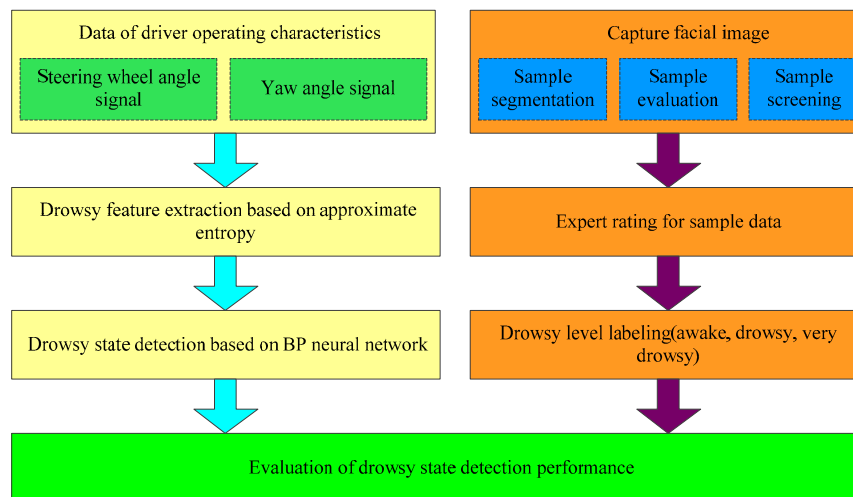 Data of driver operating characteristics
Steering wheel angle
signal
Yaw angle signal
Drowsy feature extraction based on approximate
entropy
Drowsy state detection based on BP neural network
Capture facial image
Sample
segmentation
Sample
evaluation
Sample
screening
Expert rating for sample data
Drowsy level labeling(awake, drowsy, very
drowsy)
Evaluation of drowsy state detection performance